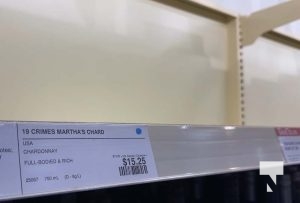 19 CRIMES MARTHA'S CHARD
USA
CHARDONNAY
FULL-BODIED & RICH
$15.25
750 mL